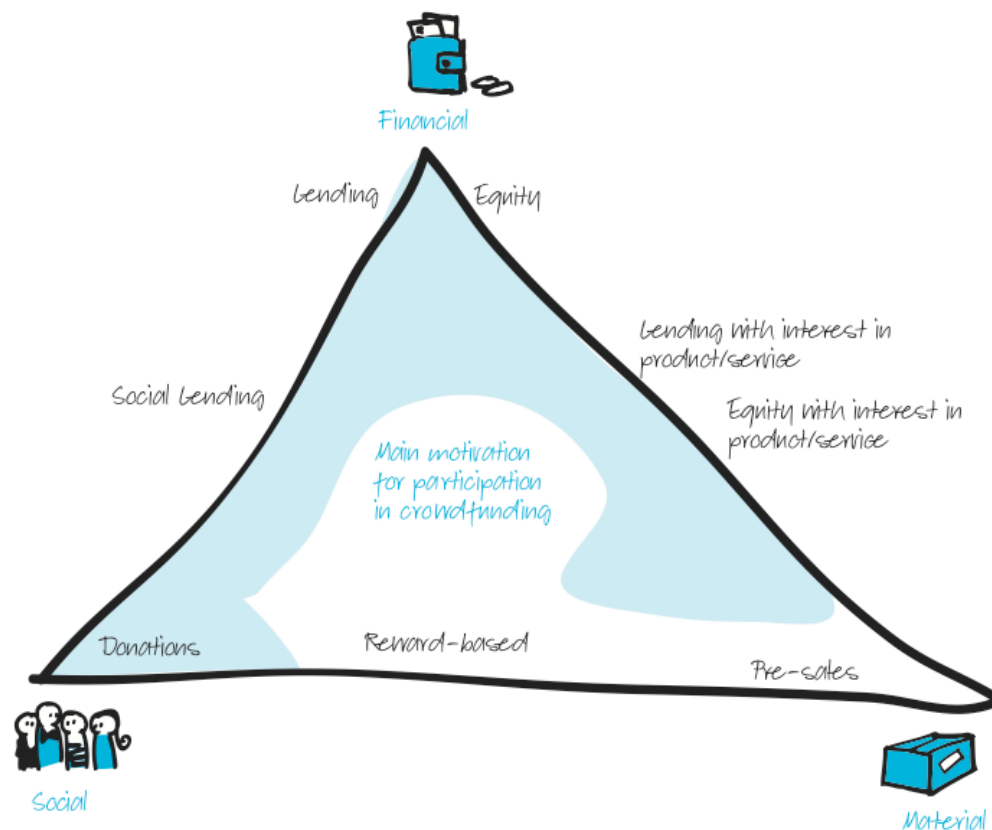 Financial
Lending
Equity
Lending with interest in
product/service
Social Lending
Equity with interest in
product/service
Main motivation
for participation
in crowdfunding
Donations
Reward-based
Pre-sales
Social
Material